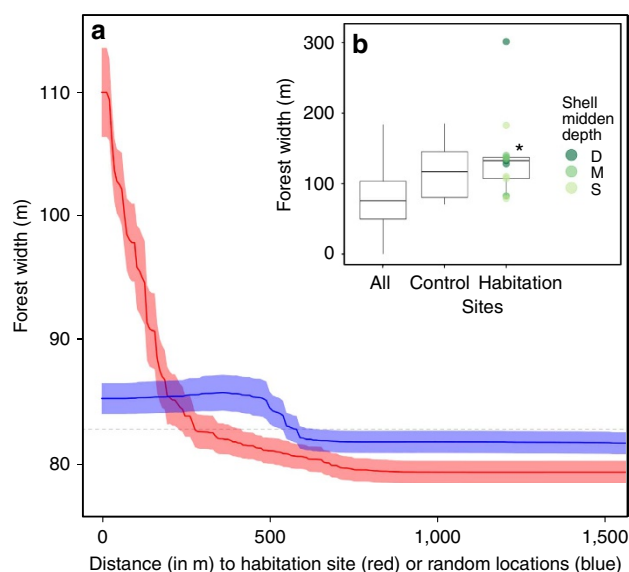 a
Forest width (m)
110
100
90
80
0
500
1,000
1,500
Distance (in m) to habitation site (red) or random locations (blue)
b
Forest width (m)
300
200
100
0
All Control Habitation
Sites
*
Shell
midden
depth
D
M
S